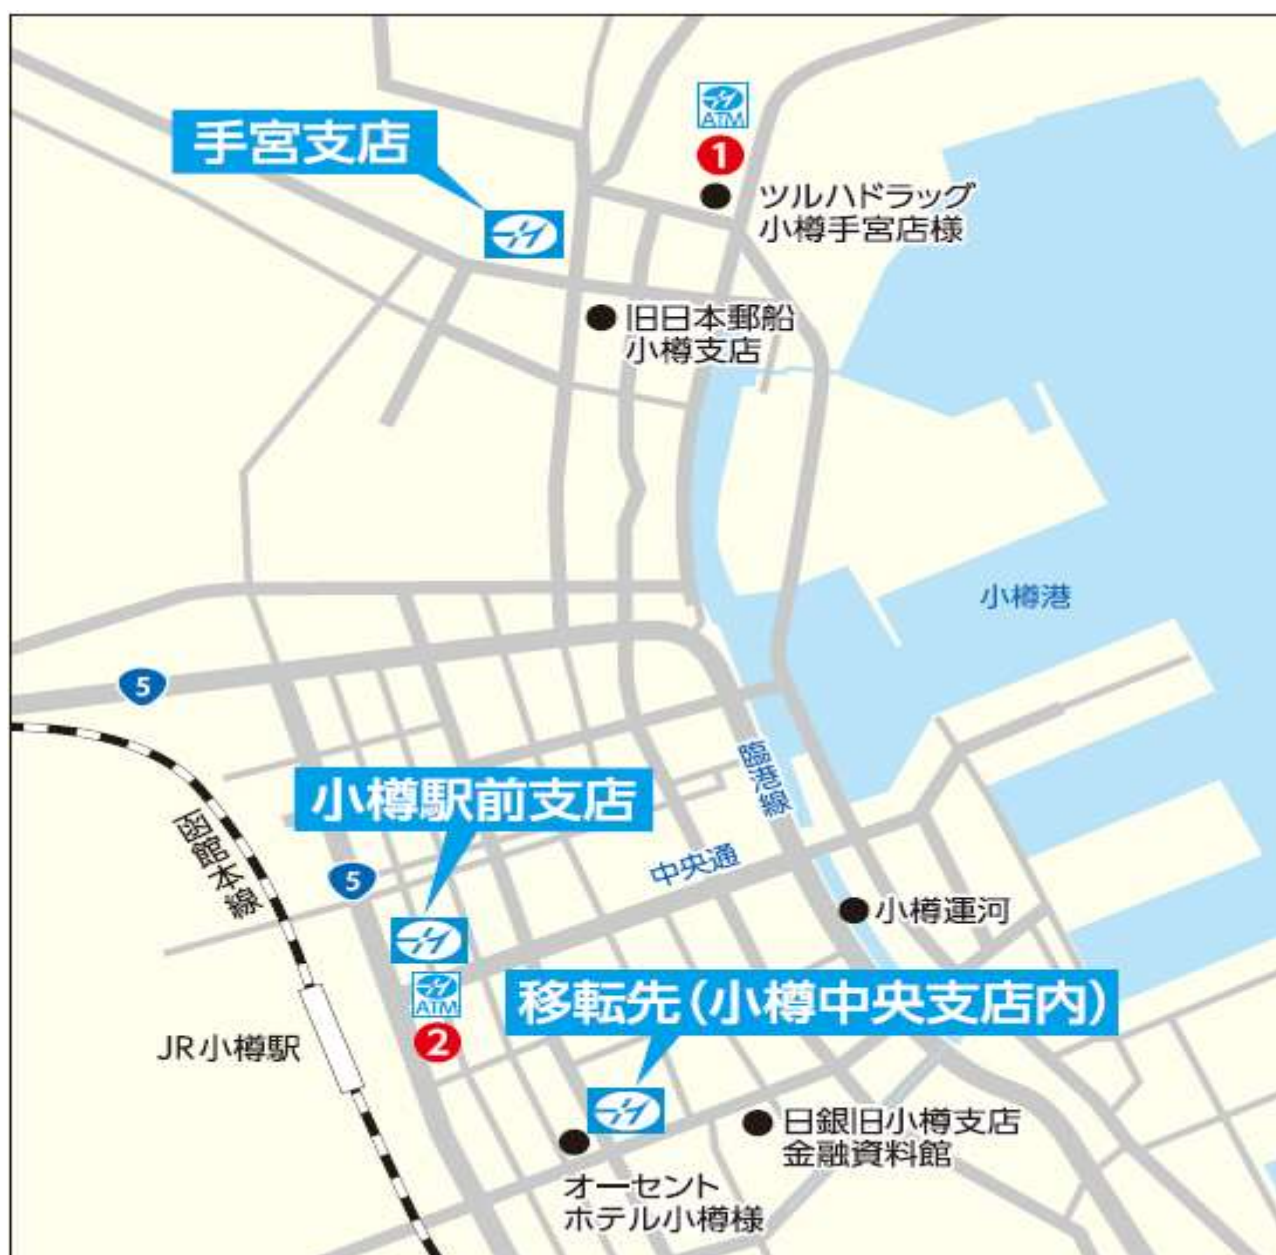 ATM
1
手宮支店
ツルハドラッグ
小樽手宮店様
旧日本郵船
小樽支店
小樽港
5
臨港線
小樽駅前支店
函館本線
5
中央通
小樽運河
ATM
2
移転先(小樽中央支店内)
JR小樽駅
日銀旧小樽支店
金融資料館
オーセント
ホテル小樽様